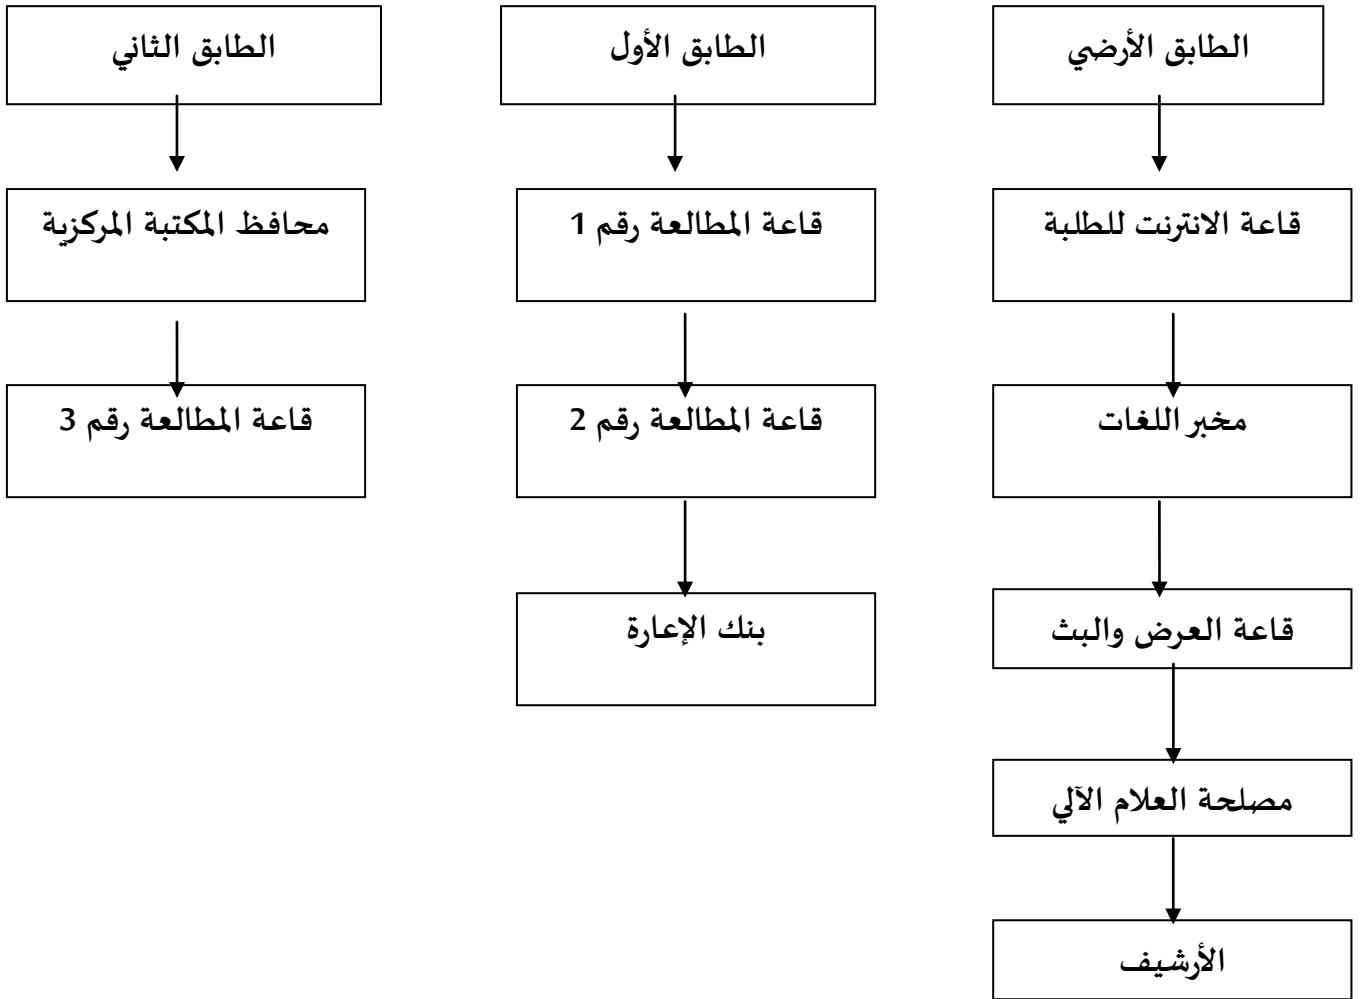 الطابق الأرضي
الطابق الأول
الطابق الثاني
قاعة الانترنت للطلبة
قاعة المطالعة رقم 1
محافظ المكتبة المركزية
مخبر اللغات
قاعة المطالعة رقم 2
قاعة المطالعة رقم 3
قاعة العرض والبث
بنك الإعارة
مصلحة العلام الآلي
الأرشيف